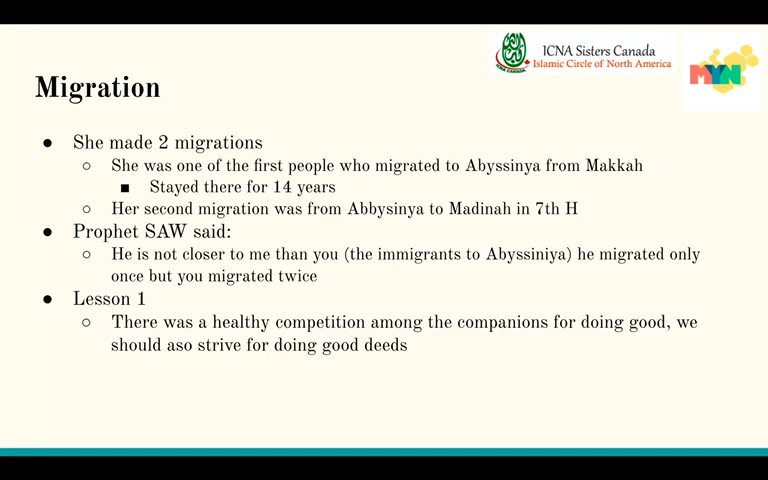 ICNA Sisters Canada
Islamic Circle of North America
ICNA CANADA
MYN
Migration
● She made 2 migrations
○ She was one of the first people who migrated to Abyssinya from Makkah
■ Stayed there for 14 years
○ Her second migration was from Abbysinya to Madinah in 7th H
● Prophet SAW said:
○ He is not closer to me than you (the immigrants to Abyssiniya) he migrated only
once but you migrated twice
● Lesson 1
○ There was a healthy competition among the companions for doing good, we
should aso strive for doing good deeds